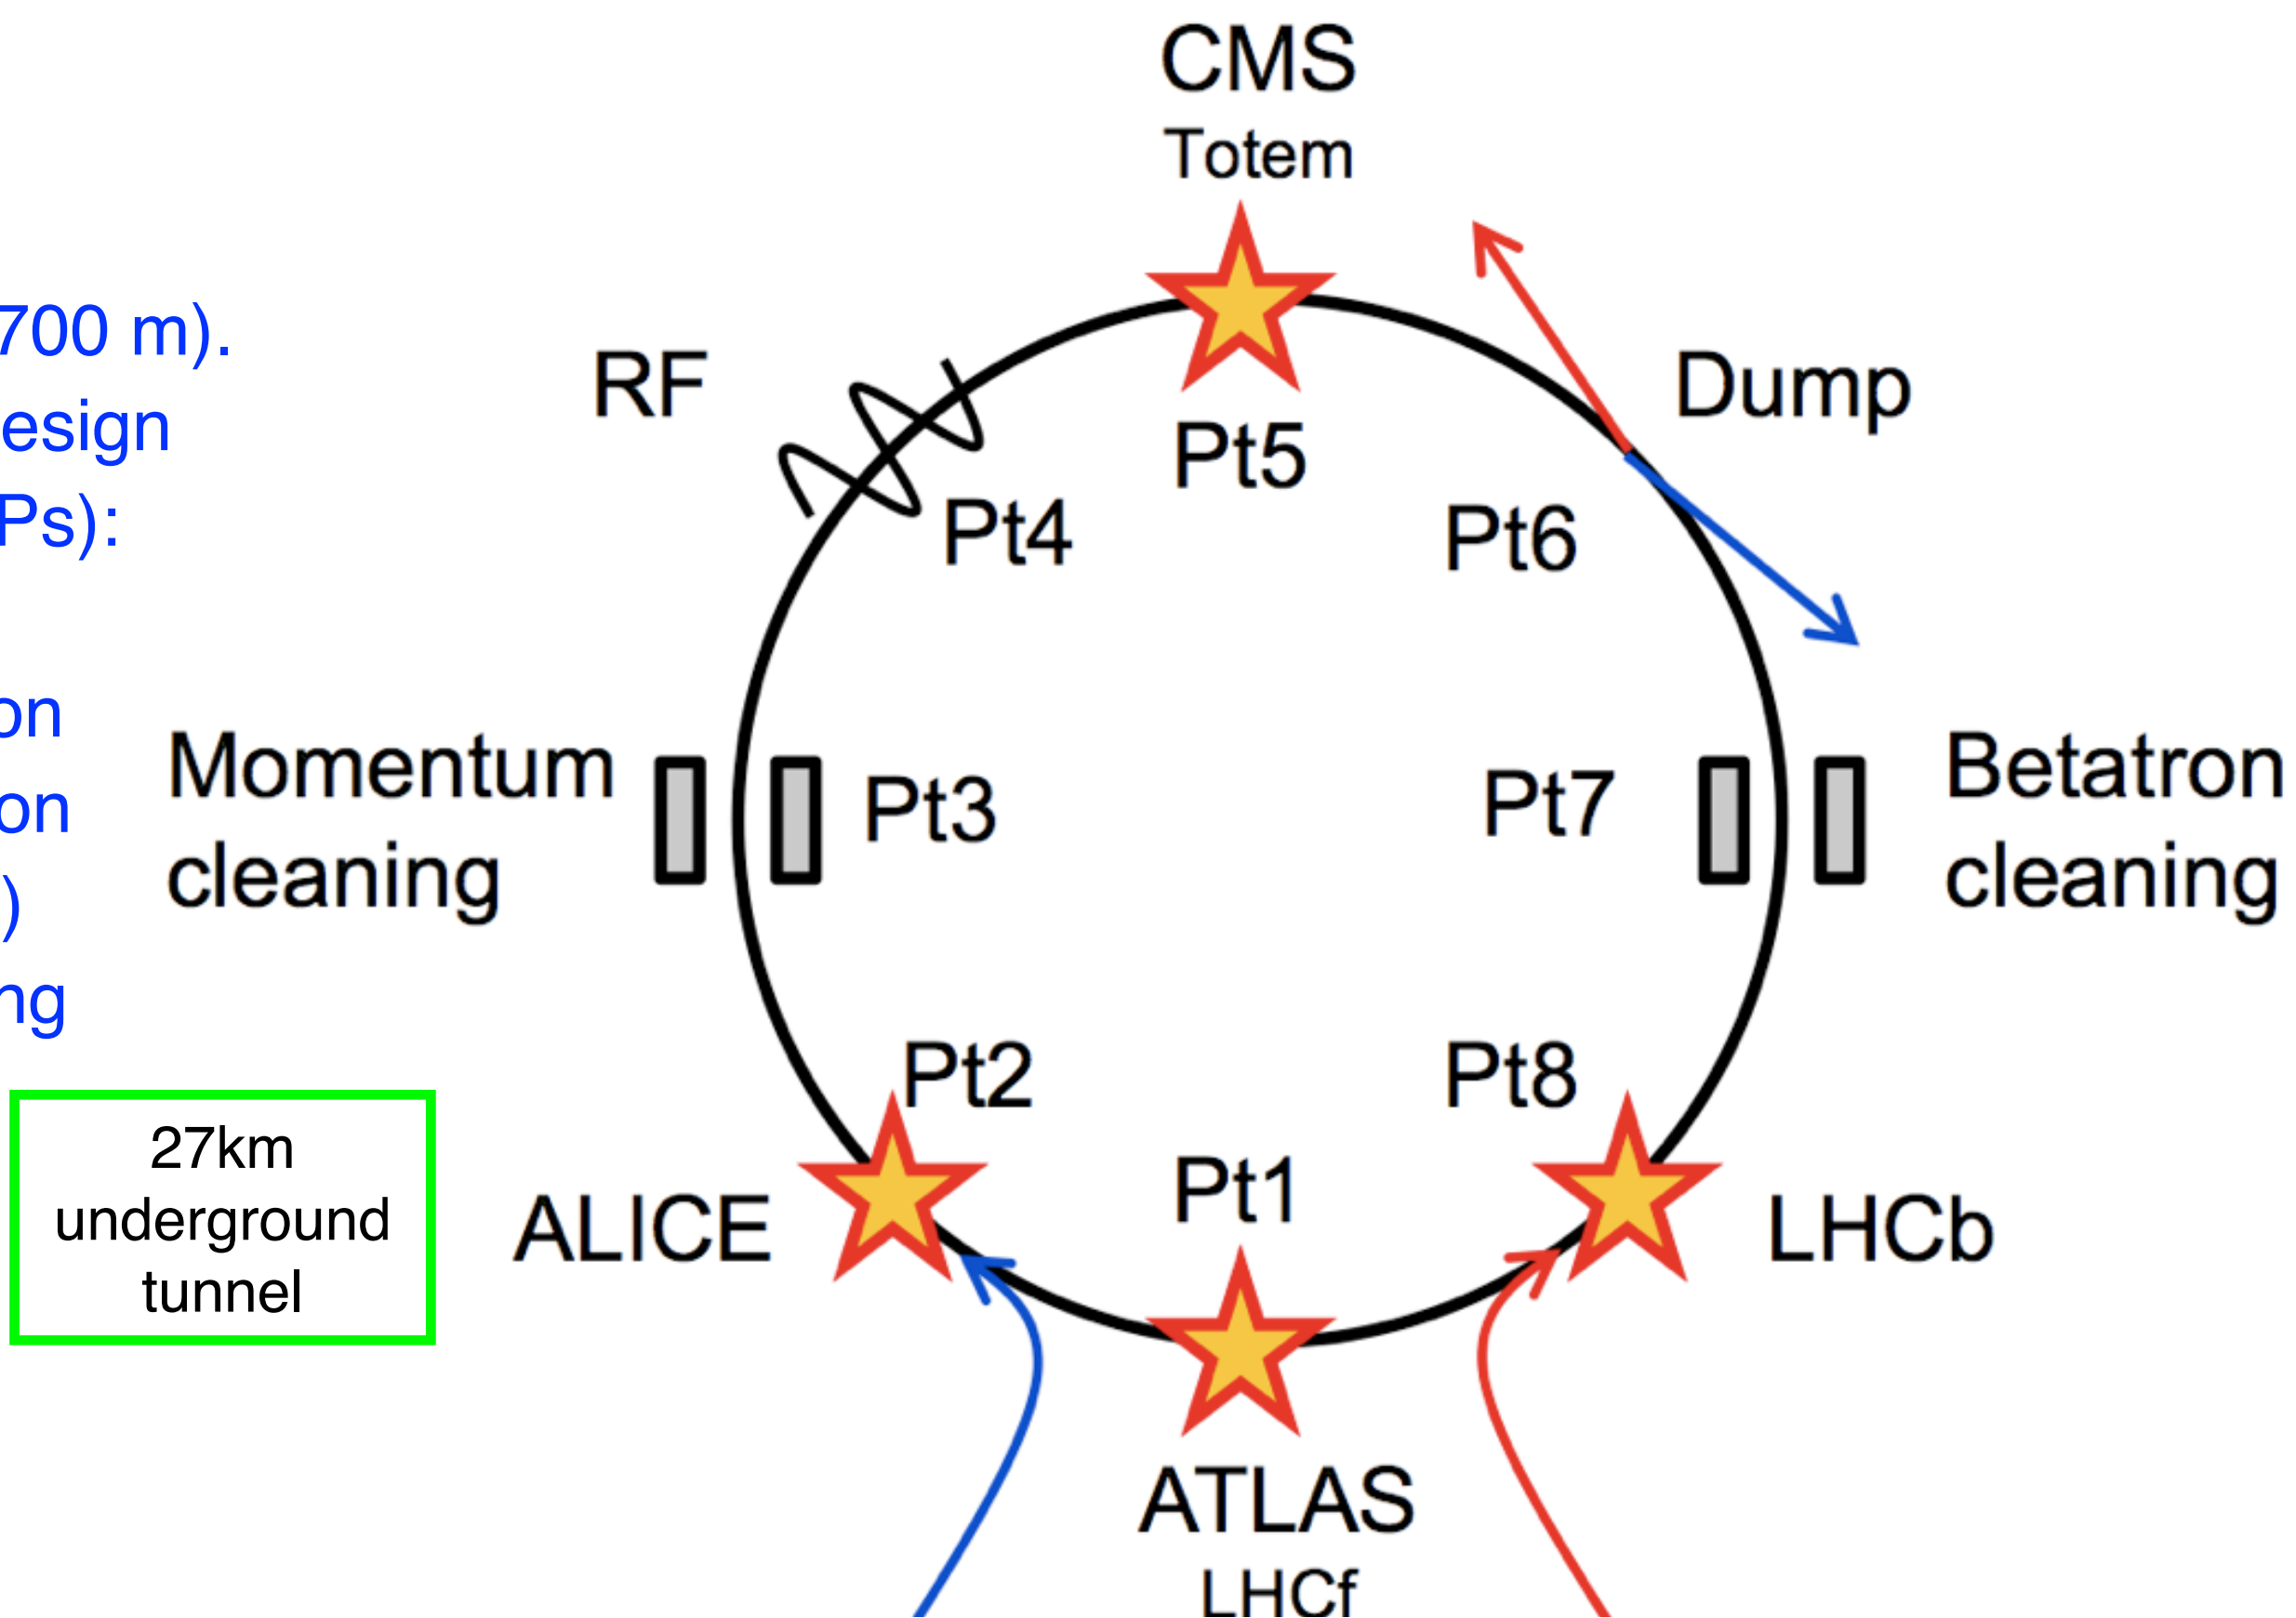 CMS
Totem
700 m).
esign
Ps):
on
on
)
ng
RF
Dump
Pt5
Pt4
Pt6
Momentum
cleaning
Pt3
Pt7
Betatron
cleaning
Pt2
Pt8
27km
underground
tunnel
ALICE
Pt1
LHCb
ATLAS
LHCf